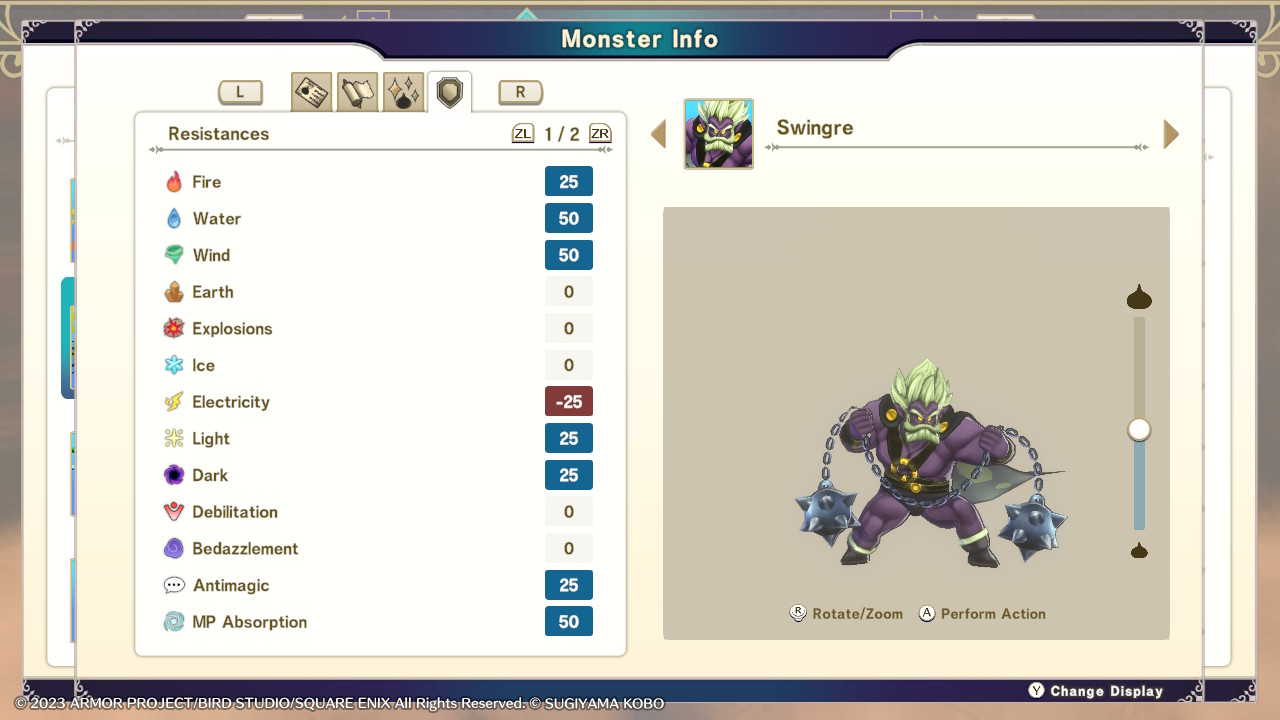 Monster Info
L
R
Resistances
ZL 1 / 2 ZR
Fire 25
Water 50
Wind 50
Earth 0
Explosions 0
Ice 0
Electricity -25
Light 25
Dark 25
Debilitation 0
Bedazzlement 0
Antimagic 25
MP Absorption 50
Swingre
R Rotate/Zoom A Perform Action
Y Change Display
© 2023 ARMOR PROJECT/BIRD STUDIO/SQUARE ENIX All Rights Reserved. © SUGIYAMA KOBO